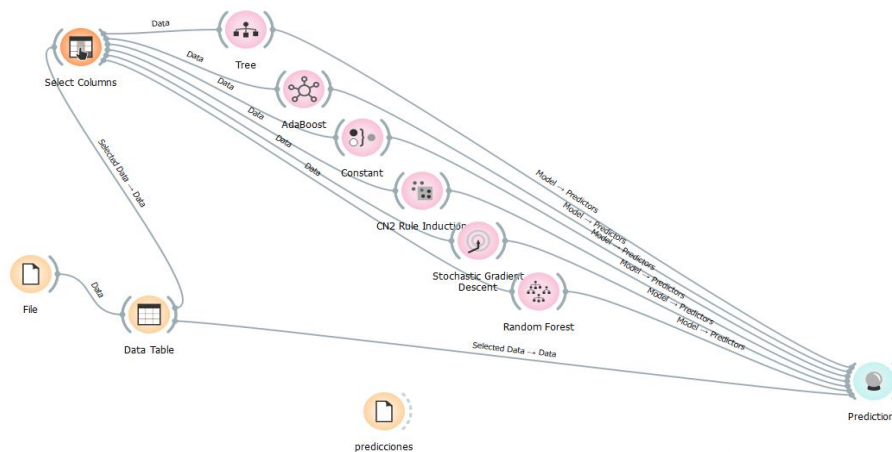 Data
Select Columns
Tree
Data
AdaBoost
Data
Constant
Data
CN2 Rule Induction
Data
Stochastic Gradient
Descent
Data
Random Forest
Selected Data → Data
File
Data
Data Table
Model → Predictors
Model → Predictors
Model → Predictors
Model → Predictors
Model → Predictors
Model → Predictors
Selected Data → Data
Prediction
predicciones